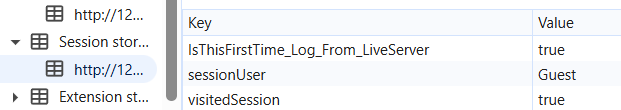 http://12...
Session stor...
http://12...
Extension st...
Key Value
IsThisFirstTime_Log_From_LiveServer true
sessionUser Guest
visitedSession true